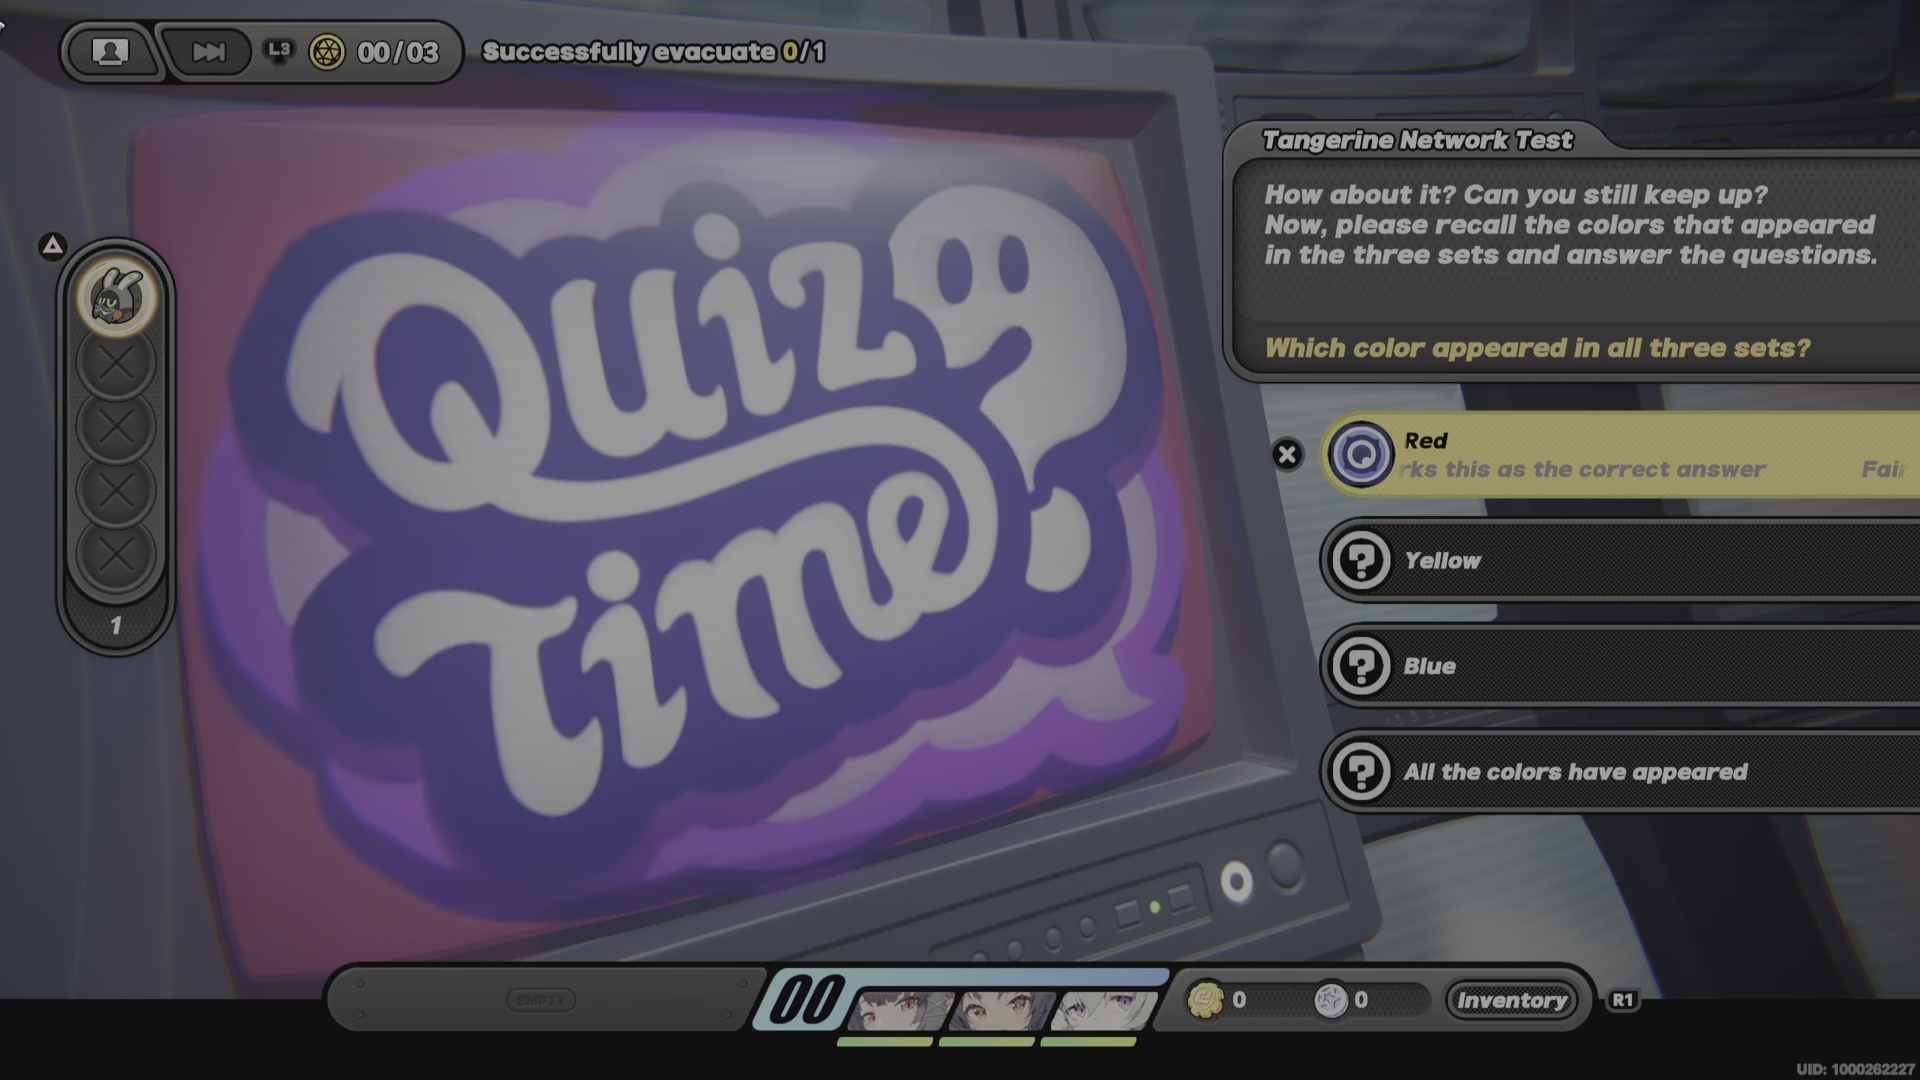 L3
00/03
Successfully evacuate 0/1
Quiz
Time!
Tangerine Network Test
How about it? Can you still keep up?
Now, please recall the colors that appeared
in the three sets and answer the questions.
Which color appeared in all three sets?
Red
rks this as the correct answer
Yellow
Blue
All the colors have appeared
1
EMPTY
00
0
0
Inventory
R1
UID: 1000262227